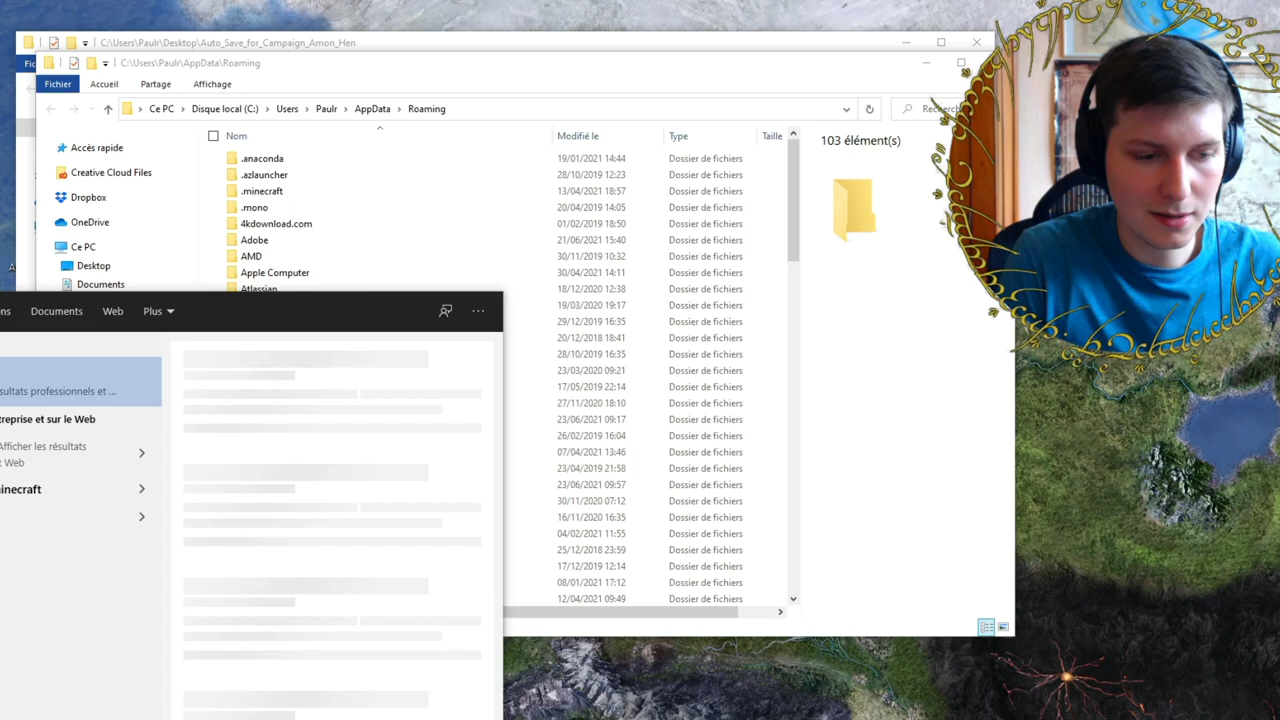 C:\Users\Paulr\Desktop\Auto_Save_for_Campaign_Amon_Hen
C:\Users\Paulr\AppData\Roaming
Fichier
Accueil
Partage
Affichage
Ce PC
Disque local (C:)
Users
Paulr
AppData
Roaming
Nom
Modifié le
Type
Taille
103 élément(s)
Accès rapide
Creative Cloud Files
Dropbox
OneDrive
Ce PC
Desktop
Documents
.anaconda 19/01/2021 14:44 Dossier de fichiers
.azlauncher 28/10/2019 12:23 Dossier de fichiers
.minecraft 13/04/2021 18:57 Dossier de fichiers
.mono 20/04/2019 14:05 Dossier de fichiers
4kdownload.com 01/02/2019 18:50 Dossier de fichiers
Adobe 21/06/2021 15:40 Dossier de fichiers
AMD 30/11/2019 10:32 Dossier de fichiers
Apple Computer 30/04/2021 14:11 Dossier de fichiers
Atlassian 18/12/2020 12:38 Dossier de fichiers
19/03/2020 19:17 Dossier de fichiers
29/12/2019 16:35 Dossier de fichiers
20/12/2018 18:41 Dossier de fichiers
28/10/2019 16:35 Dossier de fichiers
23/03/2020 09:21 Dossier de fichiers
17/05/2019 22:14 Dossier de fichiers
27/11/2020 18:10 Dossier de fichiers
23/06/2021 09:17 Dossier de fichiers
26/02/2019 16:04 Dossier de fichiers
07/04/2021 13:46 Dossier de fichiers
23/04/2019 21:58 Dossier de fichiers
23/06/2021 09:57 Dossier de fichiers
30/11/2020 07:12 Dossier de fichiers
16/11/2020 16:35 Dossier de fichiers
04/02/2021 11:55 Dossier de fichiers
25/12/2018 23:59 Dossier de fichiers
17/12/2019 12:14 Dossier de fichiers
08/01/2021 17:12 Dossier de fichiers
12/04/2021 09:49 Dossier de fichiers
ens
Documents
Web
Plus
sultats professionnels et ...
treprise et sur le Web
Afficher les résultats
t Web
inecraft